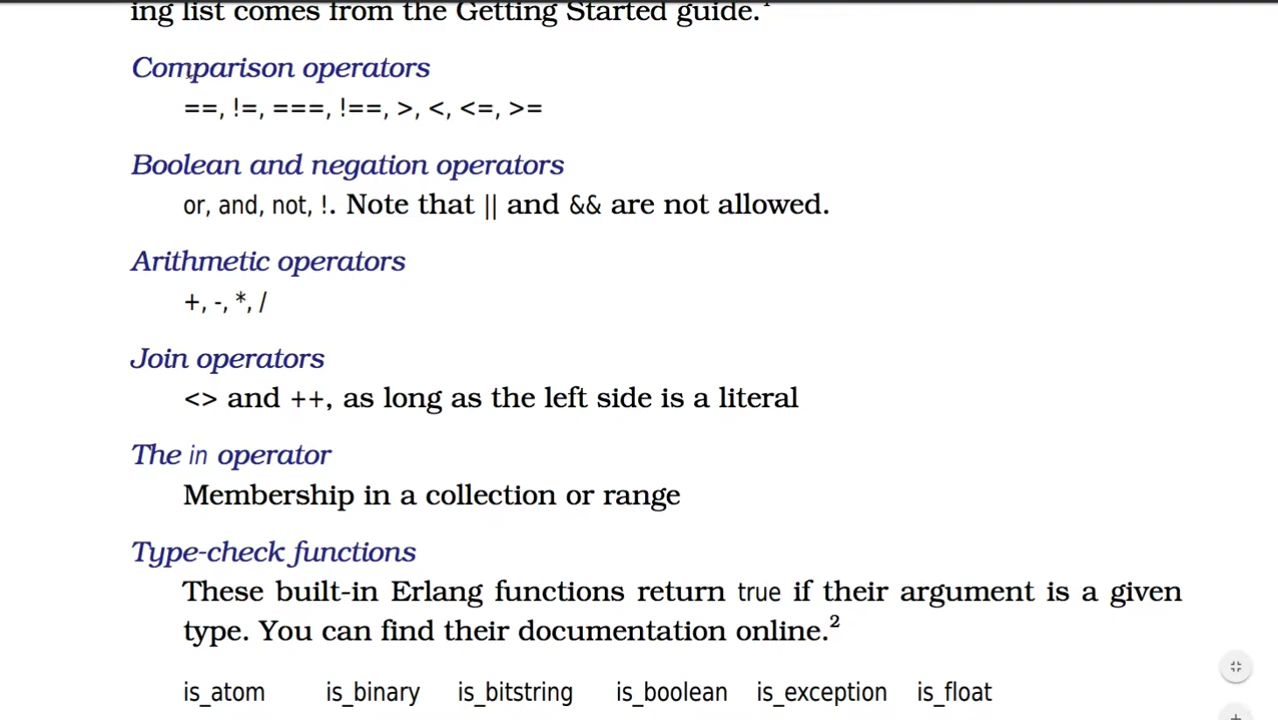 ing list comes from the Getting Started guide.1
Comparison operators
==, !=, ===, !==, >, <, <=, >=
Boolean and negation operators
or, and, not, !. Note that || and && are not allowed.
Arithmetic operators
+, -, *, /
Join operators
<> and ++, as long as the left side is a literal
The in operator
Membership in a collection or range
Type-check functions
These built-in Erlang functions return true if their argument is a given
type. You can find their documentation online.2
is_atom is_binary is_bitstring is_boolean is_exception is_float